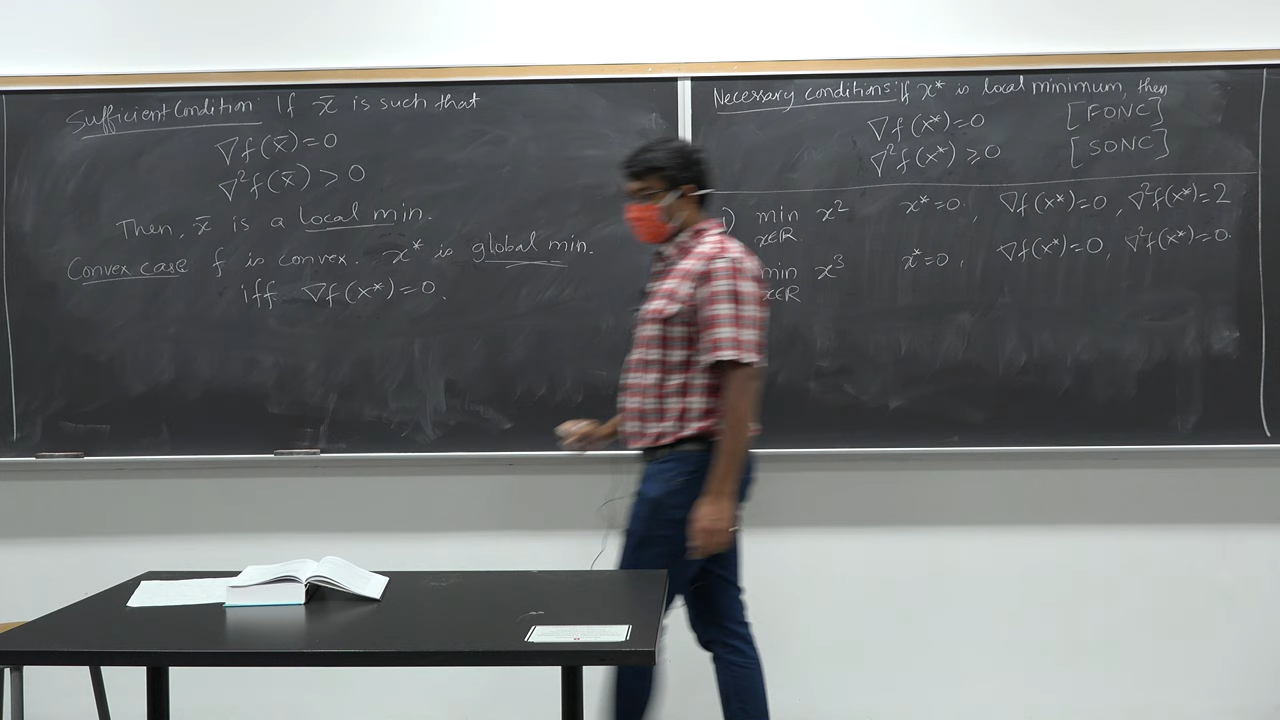 Sufficient Condition: If x̄ is such that
∇f(x̄)=0
∇²f(x̄)>0
Then, x̄ is a local min.
Convex case f is convex. x* is global min.
iff ∇f(x*)=0.
Necessary conditions: If x* is local minimum, then
∇f(x*)=0 [FONC]
∇²f(x*)⩾0 [SONC]
) min x² x*=0, ∇f(x*)=0, ∇²f(x*)=2
x∈ℝ
min x³ x*=0, ∇f(x*)=0, ∇²f(x*)=0.
x∈ℝ